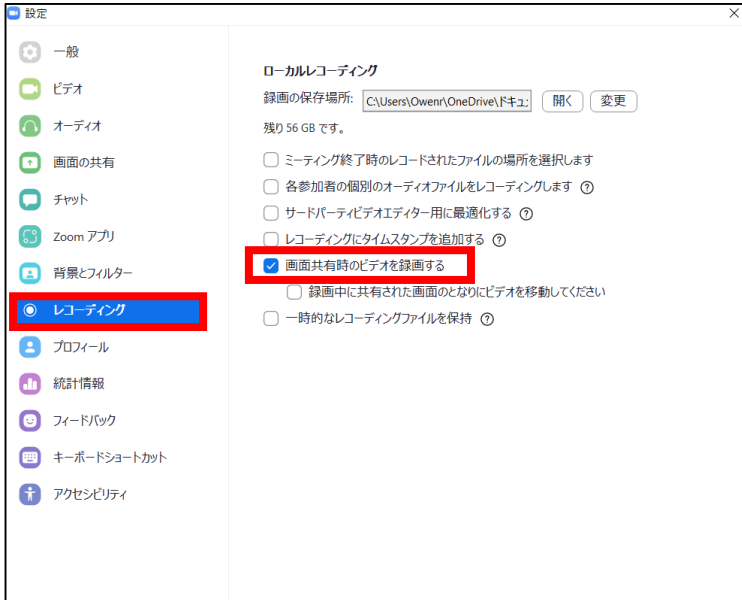 設定
一般
ビデオ
オーディオ
画面の共有
チャット
Zoom アプリ
背景とフィルター
レコーディング
プロフィール
統計情報
フィードバック
キーボードショートカット
アクセシビリティ
ローカルレコーディング
録画の保存場所: C:\Users\Owenr\OneDrive\ドキュ 開く 変更
残り 56 GB です。
ミーティング終了時のレコードされたファイルの場所を選択します
各参加者の個別のオーディオファイルをレコーディングします ?
サードパーティビデオエディター用に最適化する ?
レコーディングにタイムスタンプを追加する ?
画面共有時のビデオを録画する
録画中に共有された画面のとなりにビデオを移動してください
一時的なレコーディングファイルを保持 ?